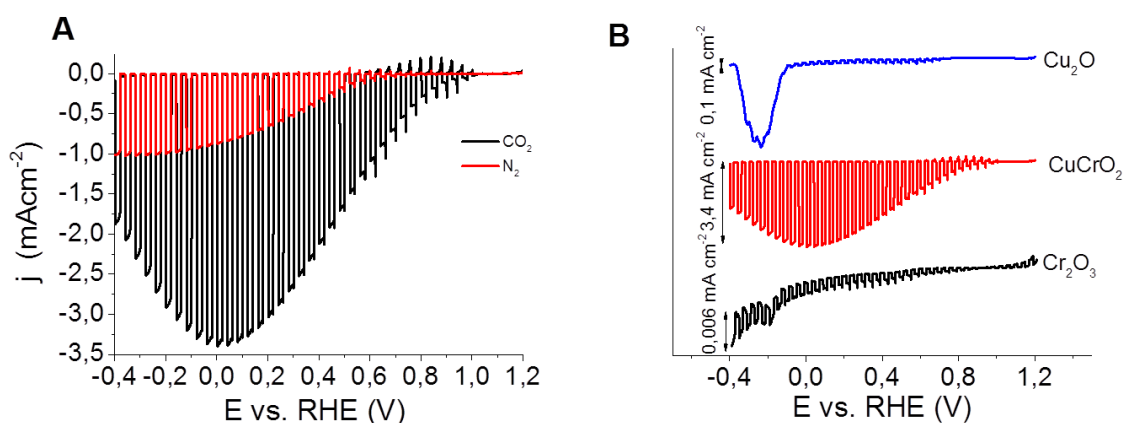 A
0,0
-0,5
-1,0
-1,5
-2,0
-2,5
-3,0
-3,5
j (mAcm⁻²)
CO₂
N₂
-0,4 -0,2 0,0 0,2 0,4 0,6 0,8 1,0 1,2
E vs. RHE (V)
B
0,1 mA cm⁻²
Cu₂O
3,4 mA cm⁻²
CuCrO₂
0,006 mA cm⁻²
Cr₂O₃
-0,4 0,0 0,4 0,8 1,2
E vs. RHE (V)